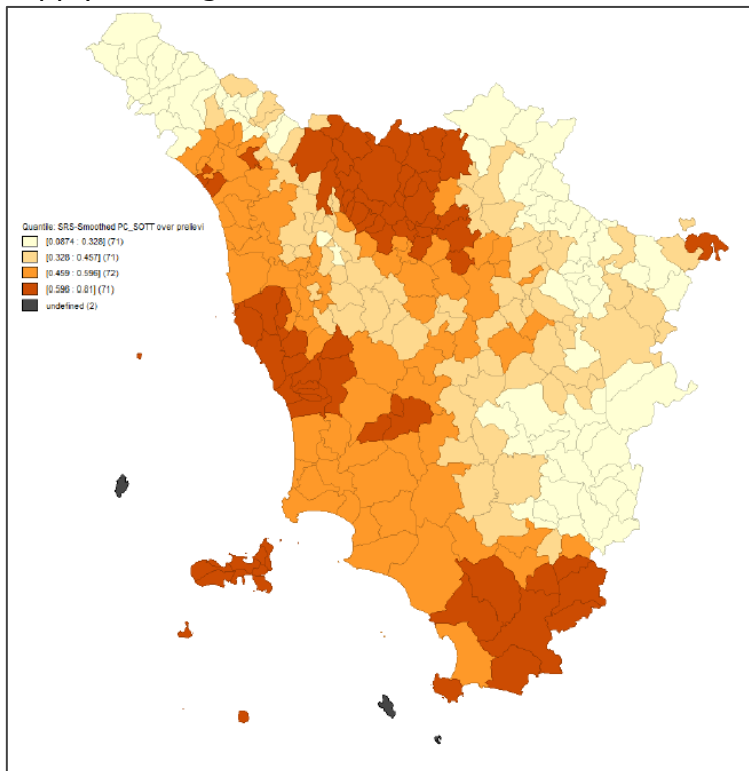 Quantile: SRS-Smoothed PC_SOTT over prelievi
[0.0874 : 0.328] (71)
[0.328 : 0.457] (71)
[0.459 : 0.596] (72)
[0.596 : 0.81] (71)
undefined (2)